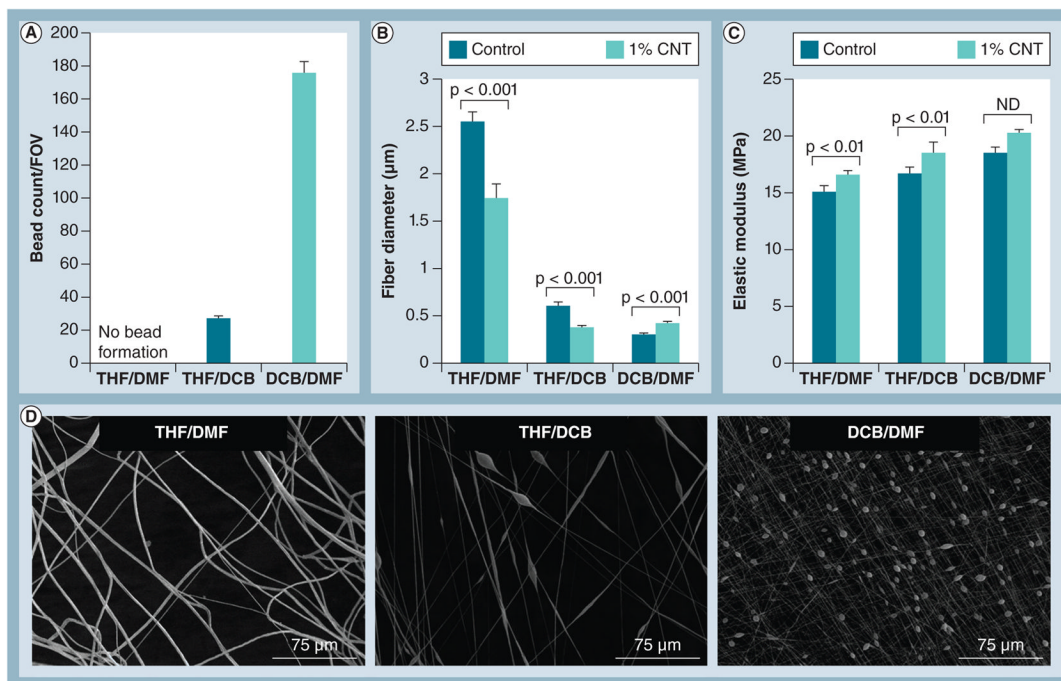 A
Bead count/FOV
200
180
160
140
120
100
80
60
40
20
0
No bead
formation
THF/DMF
THF/DCB
DCB/DMF
B
Control
1% CNT
Fiber diameter (µm)
3
2.5
2
1.5
1
0.5
0
p < 0.001
p < 0.001
p < 0.001
THF/DMF
THF/DCB
DCB/DMF
C
Control
1% CNT
Elastic modulus (MPa)
25
20
15
10
5
0
p < 0.01
p < 0.01
ND
THF/DMF
THF/DCB
DCB/DMF
D
THF/DMF
75 µm
THF/DCB
75 µm
DCB/DMF
75 µm